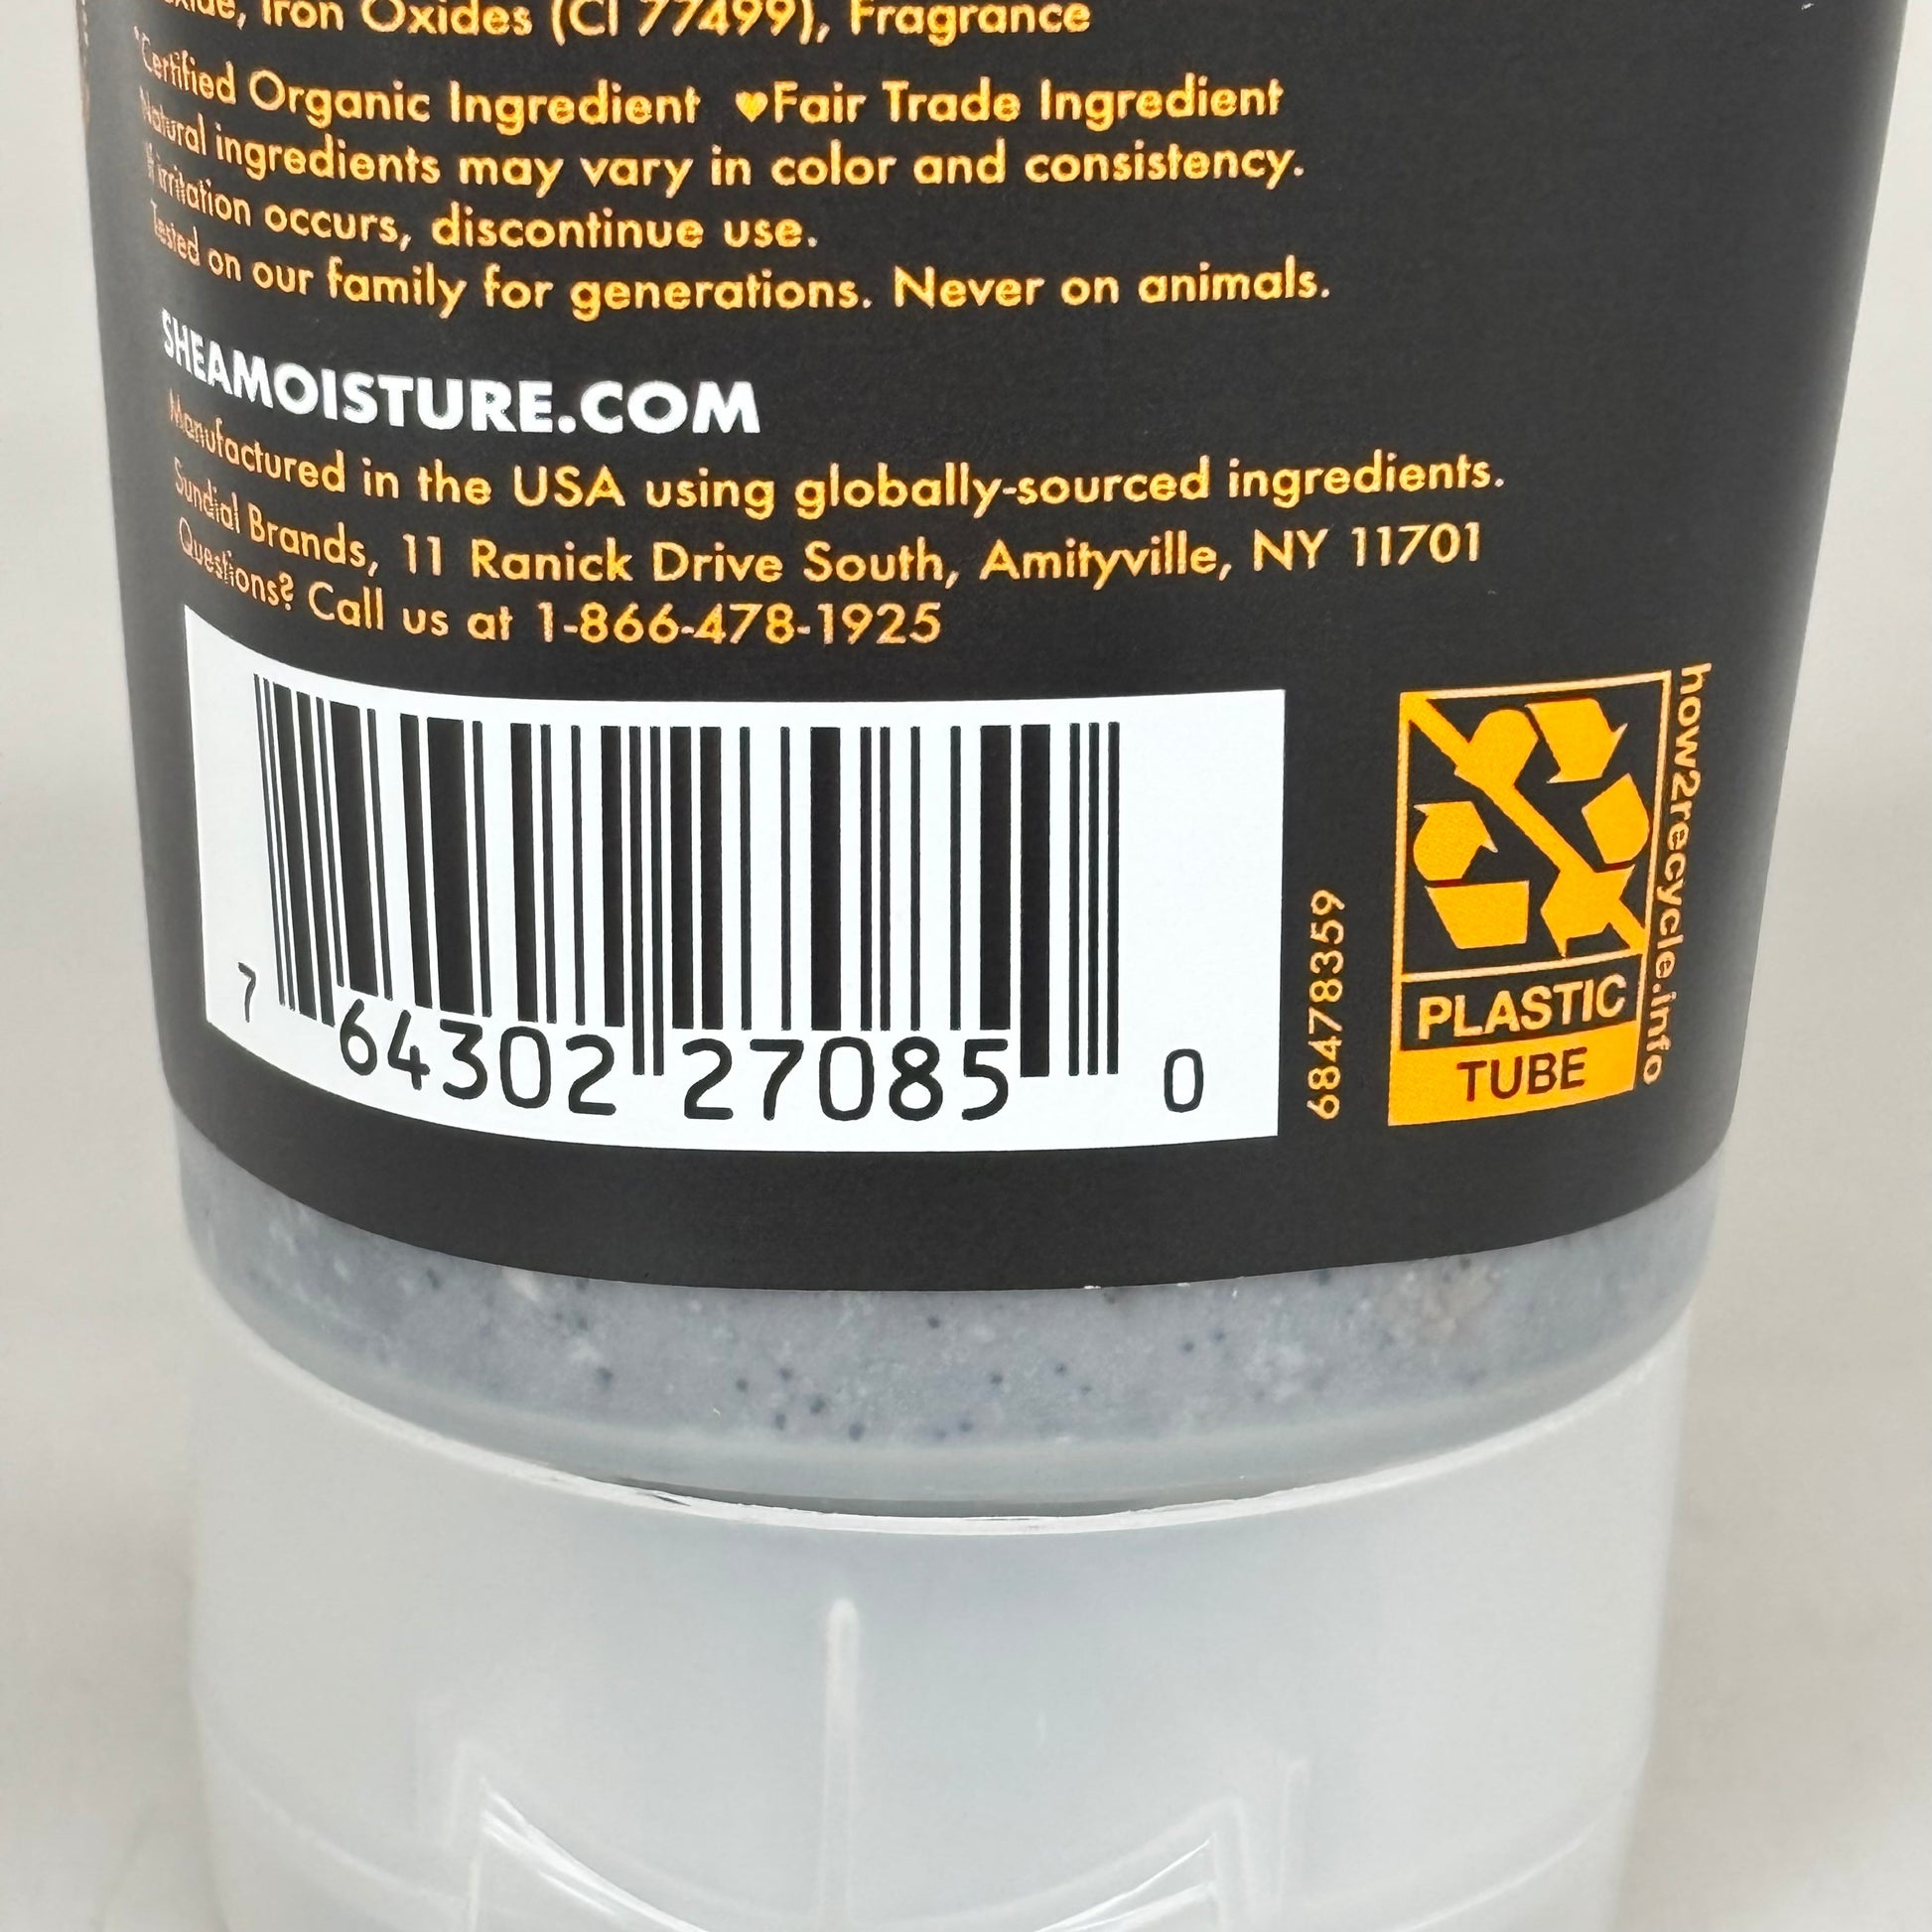 Iron Oxides (CI 77499), Fragrance
*Certified Organic Ingredient ♥Fair Trade Ingredient
Natural ingredients may vary in color and consistency.
If irritation occurs, discontinue use.
Tested on our family for generations. Never on animals.
SHEAMOISTURE.COM
Manufactured in the USA using globally-sourced ingredients.
Sundial Brands, 11 Ranick Drive South, Amityville, NY 11701
Questions? Call us at 1-866-478-1925
7 64302 27085 0
68478359
PLASTIC
TUBE
how2recycle.info